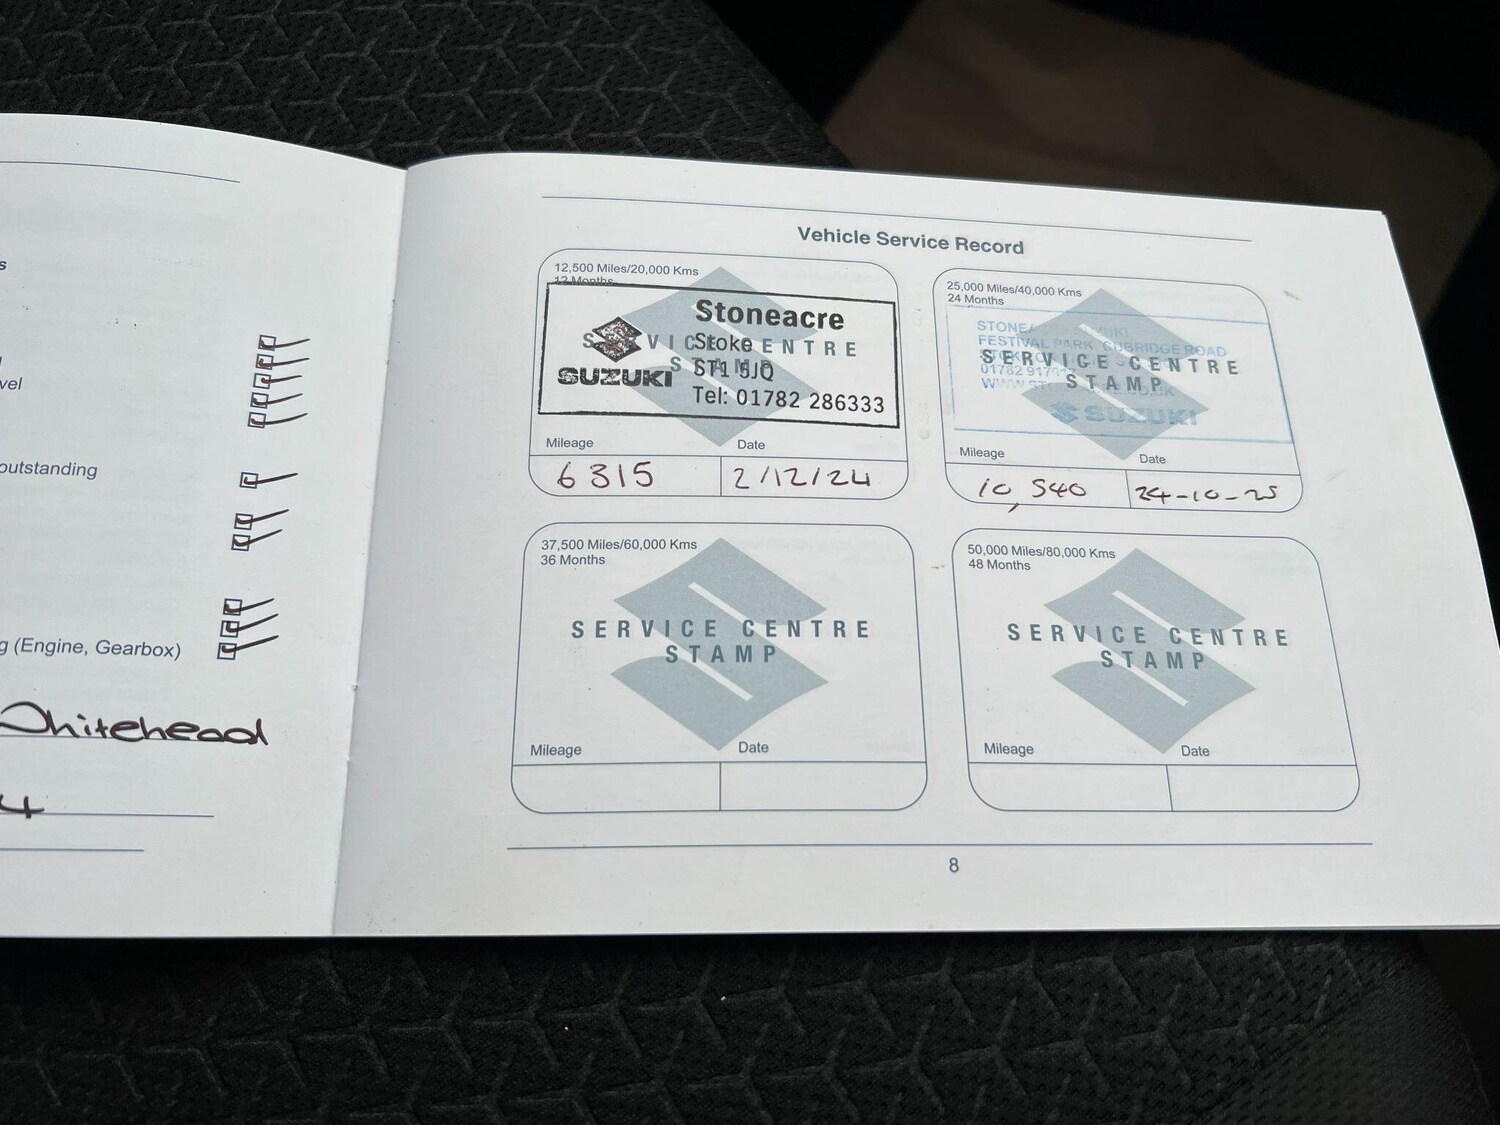 s
vel
outstanding
g (Engine, Gearbox)
Whitehead
4
Vehicle Service Record
12,500 Miles/20,000 Kms
12 Months
SERVICE CENTRE
STAMP
Stoneacre
Stoke
ST1 5JQ
Tel: 01782 286333
SUZUKI
Mileage
Date
6315
2/12/24
25,000 Miles/40,000 Kms
24 Months
FESTIVAL PARK, ROAD
SERVICE CENTRE
STAMP
SUZUKI
Mileage
Date
10,540
24-10-25
37,500 Miles/60,000 Kms
36 Months
SERVICE CENTRE
STAMP
Mileage
Date
50,000 Miles/80,000 Kms
48 Months
SERVICE CENTRE
STAMP
Mileage
Date
8